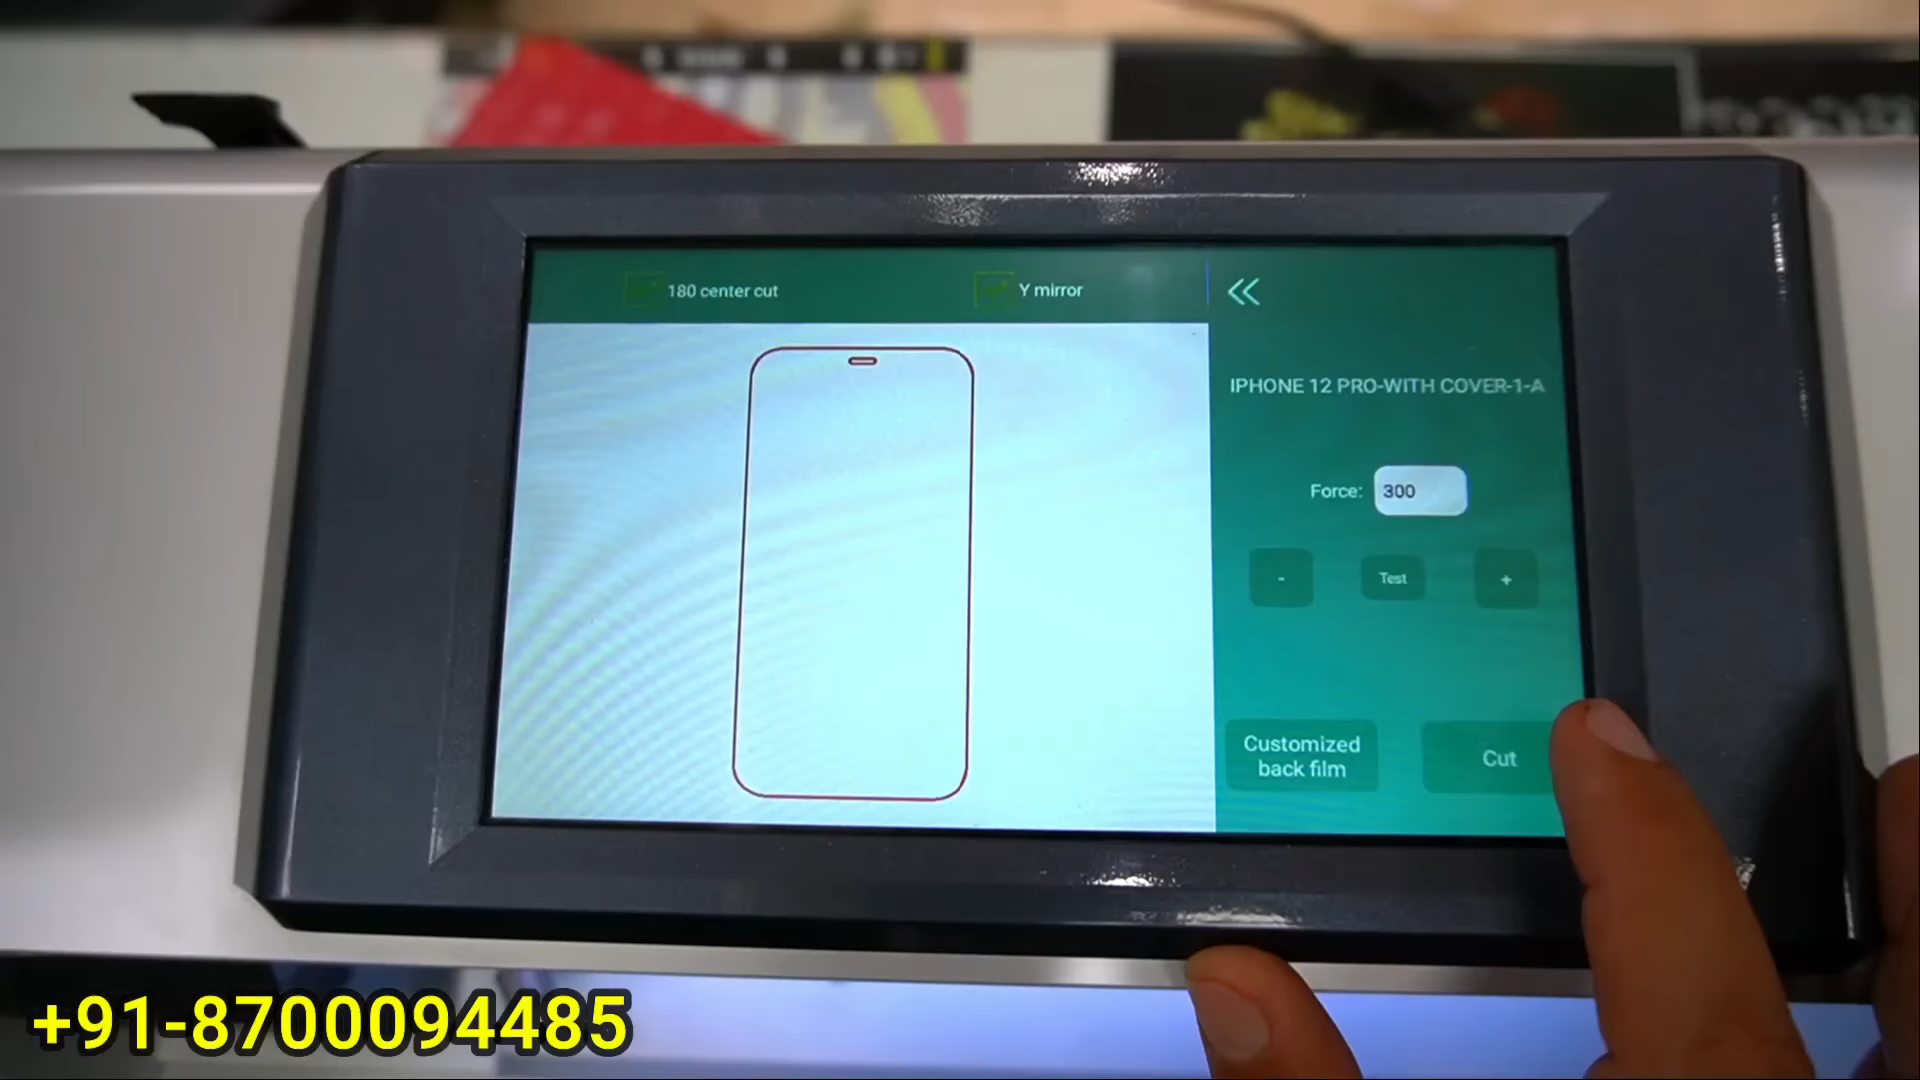 180 center cut
Y mirror
IPHONE 12 PRO-WITH COVER-1-A
Force: 300
- Test +
Customized
back film
Cut
+91-8700094485